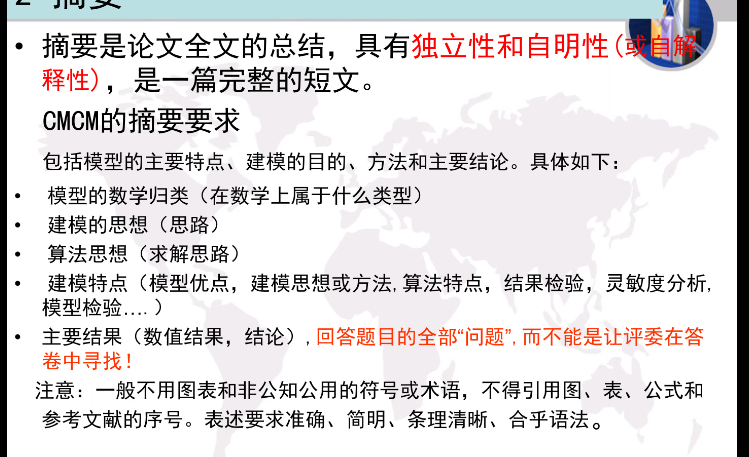 2 摘要
• 摘要是论文全文的总结，具有独立性和自明性(或自解
释性)，是一篇完整的短文。
CMCM的摘要要求
包括模型的主要特点、建模的目的、方法和主要结论。具体如下：
• 模型的数学归类（在数学上属于什么类型）
• 建模的思想（思路）
• 算法思想（求解思路）
• 建模特点（模型优点，建模思想或方法,算法特点，结果检验，灵敏度分析,
模型检验….）
• 主要结果（数值结果，结论）,回答题目的全部“问题”,而不能是让评委在答
卷中寻找！
注意：一般不用图表和非公知公用的符号或术语，不得引用图、表、公式和
参考文献的序号。表述要求准确、简明、条理清晰、合乎语法。